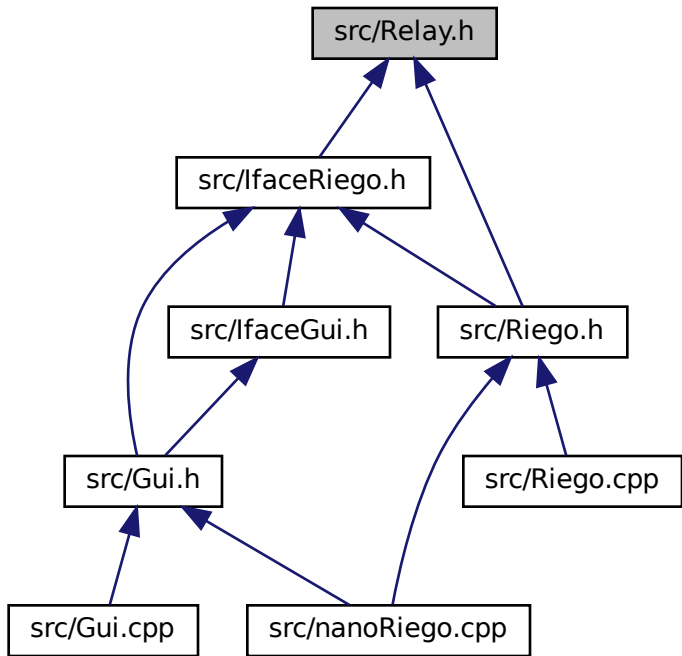 src/Relay.h
src/IfaceRiego.h
src/IfaceGui.h
src/Riego.h
src/Gui.h
src/Riego.cpp
src/Gui.cpp
src/nanoRiego.cpp